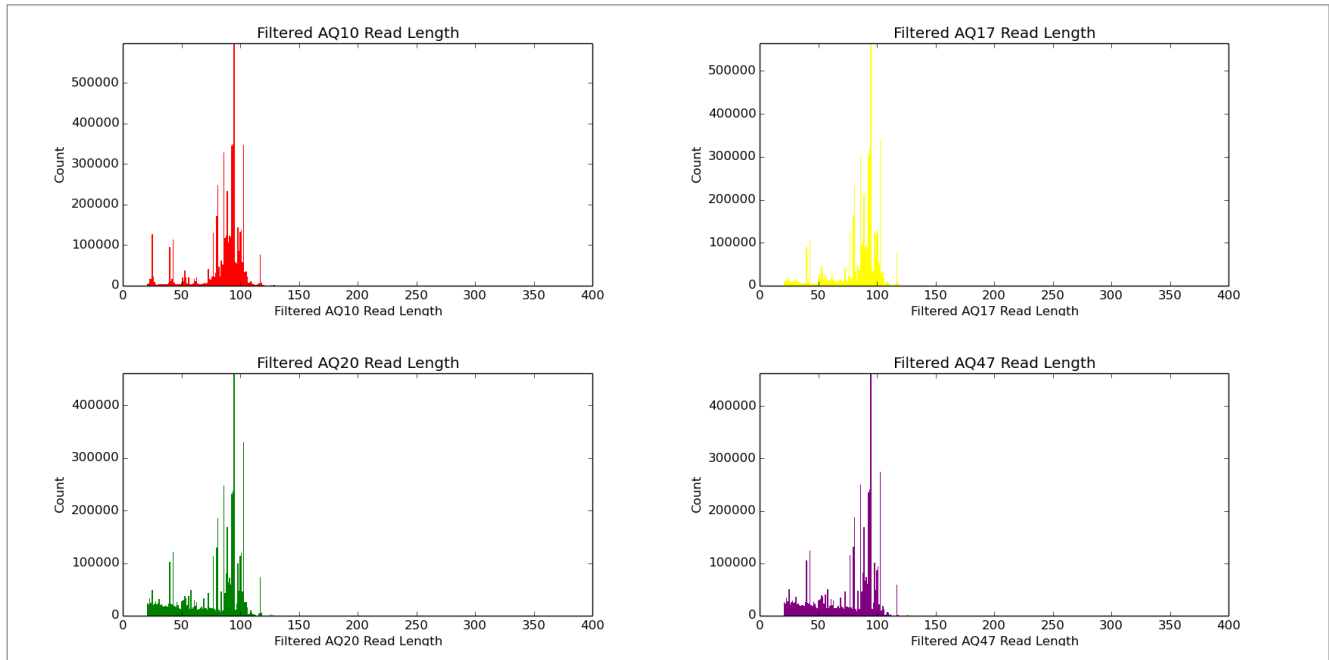 Filtered AQ10 Read Length
500000
400000
300000
200000
100000
0
Count
0 50 100 150 200 250 300 350 400
Filtered AQ10 Read Length
Filtered AQ17 Read Length
500000
400000
300000
200000
100000
0
Count
0 50 100 150 200 250 300 350 400
Filtered AQ17 Read Length
Filtered AQ20 Read Length
400000
300000
200000
100000
0
Count
0 50 100 150 200 250 300 350 400
Filtered AQ20 Read Length
Filtered AQ47 Read Length
400000
300000
200000
100000
0
Count
0 50 100 150 200 250 300 350 400
Filtered AQ47 Read Length